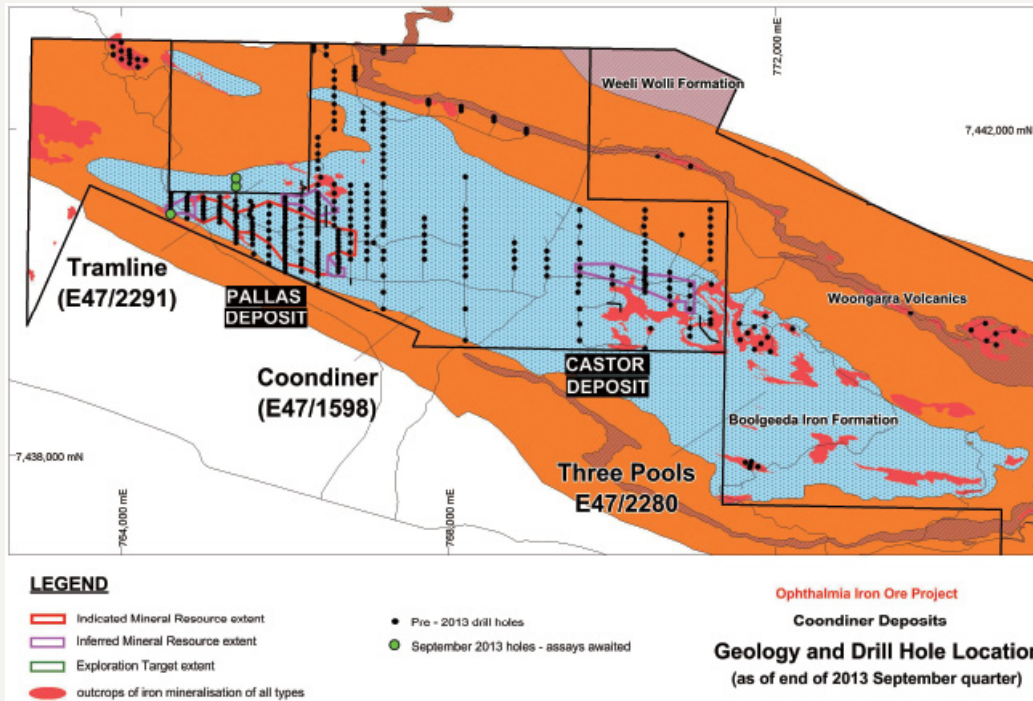 772,000 mE
Weeli Wolli Formation
7,442,000 mN
Tramline
(E47/2291)
PALLAS
DEPOSIT
Woongarra Volcanics
Coondiner
(E47/1598)
CASTOR
DEPOSIT
Boolgeeda Iron Formation
7,438,000 mN
Three Pools
E47/2280
764,000 mE
768,000 mE
LEGEND
Indicated Mineral Resource extent
Inferred Mineral Resource extent
Exploration Target extent
outcrops of iron mineralisation of all types
Pre - 2013 drill holes
September 2013 holes - assays awaited
Ophthalmia Iron Ore Project
Coondiner Deposits
Geology and Drill Hole Location
(as of end of 2013 September quarter)